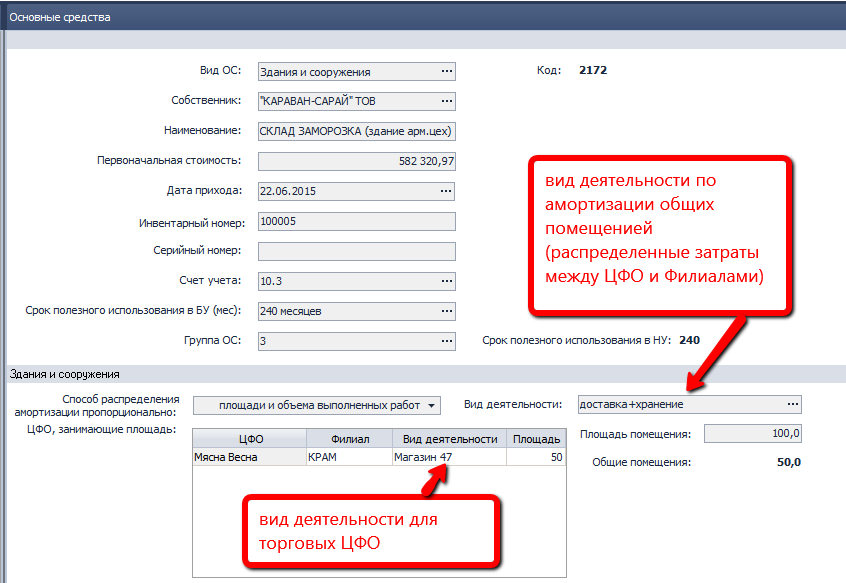 Основные средства
Вид ОС: Здания и сооружения ... Код: 2172
Собственник: "КАРАВАН-САРАЙ" ТОВ ...
Наименование: СКЛАД ЗАМОРОЗКА (здание арм.цех)
Первоначальная стоимость: 582 320,97
Дата прихода: 22.06.2015 ...
Инвентарный номер: 100005
Серийный номер:
Счет учета: 10.3 ...
Срок полезного использования в БУ (мес): 240 месяцев ...
Группа ОС: 3 ... Срок полезного использования в НУ: 240
вид деятельности по
амортизации общих
помещенией
(распределенные затраты
между ЦФО и Филиалами)
Здания и сооружения
Способ распределения
амортизации пропорционально: площади и объема выполненных работ Вид деятельности: доставка+хранение ...
ЦФО, занимающие площадь: Площадь помещения: 100,0
ЦФО Филиал Вид деятельности Площадь
Мясна Весна КРАМ Магазин 47 50 Общие помещения: 50,0
вид деятельности для
торговых ЦФО